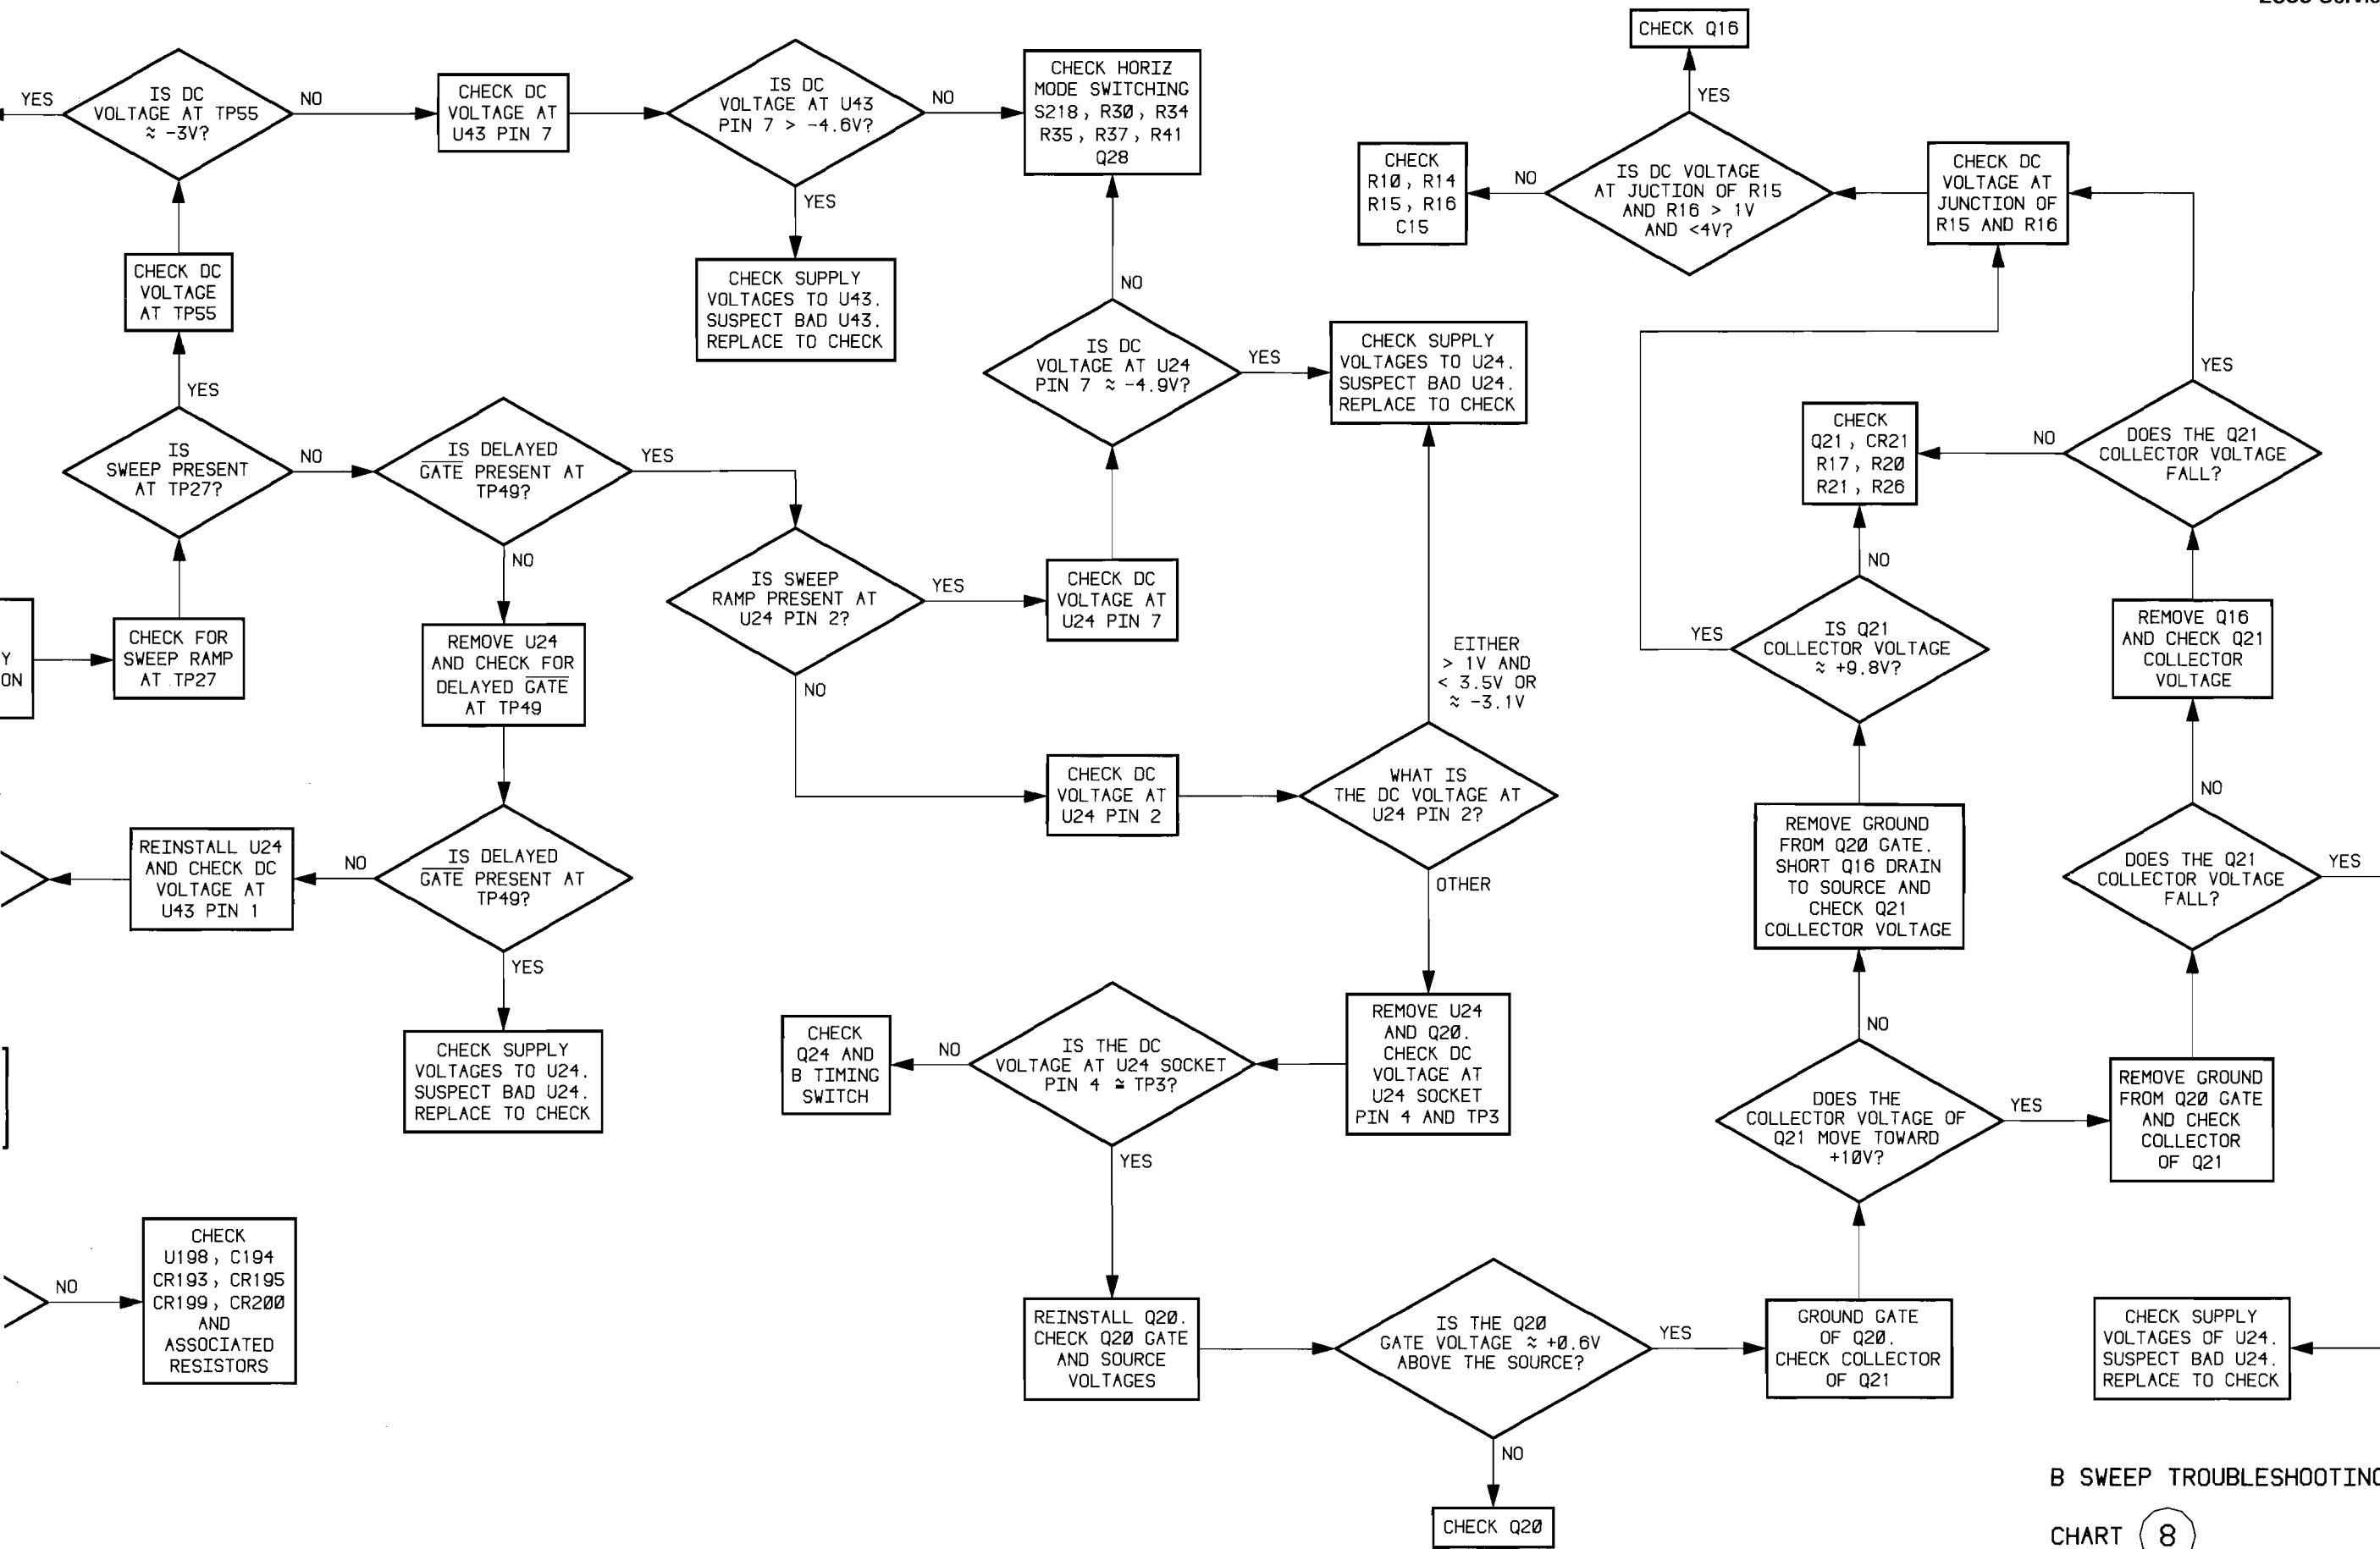 CHECK Q16
YES
IS DC
VOLTAGE AT TP55
≈ -3V?
NO
CHECK DC
VOLTAGE AT
U43 PIN 7
IS DC
VOLTAGE AT U43
PIN 7 > -4.6V?
NO
YES
CHECK HORIZ
MODE SWITCHING
S218, R30, R34
R35, R37, R41
Q28
YES
CHECK
R10, R14
R15, R16
C15
NO
IS DC VOLTAGE
AT JUCTION OF R15
AND R16 > 1V
AND <4V?
CHECK DC
VOLTAGE AT
JUNCTION OF
R15 AND R16
CHECK DC
VOLTAGE
AT TP55
CHECK SUPPLY
VOLTAGES TO U43.
SUSPECT BAD U43.
REPLACE TO CHECK
NO
IS DC
VOLTAGE AT U24
PIN 7 ≈ -4.9V?
YES
CHECK SUPPLY
VOLTAGES TO U24.
SUSPECT BAD U24.
REPLACE TO CHECK
YES
YES
IS
SWEEP PRESENT
AT TP27?
NO
IS DELAYED
GATE PRESENT AT
TP49?
YES
NO
CHECK
Q21, CR21
R17, R20
R21, R26
NO
DOES THE Q21
COLLECTOR VOLTAGE
FALL?
IS SWEEP
RAMP PRESENT AT
U24 PIN 2?
YES
NO
CHECK DC
VOLTAGE AT
U24 PIN 7
NO
YES
IS Q21
COLLECTOR VOLTAGE
≈ +9.8V?
REMOVE Q16
AND CHECK Q21
COLLECTOR
VOLTAGE
Y
ON
CHECK FOR
SWEEP RAMP
AT TP27
REMOVE U24
AND CHECK FOR
DELAYED GATE
AT TP49
EITHER
> 1V AND
< 3.5V OR
≈ -3.1V
CHECK DC
VOLTAGE AT
U24 PIN 2
WHAT IS
THE DC VOLTAGE AT
U24 PIN 2?
OTHER
REMOVE GROUND
FROM Q20 GATE.
SHORT Q16 DRAIN
TO SOURCE AND
CHECK Q21
COLLECTOR VOLTAGE
NO
DOES THE Q21
COLLECTOR VOLTAGE
FALL?
YES
REINSTALL U24
AND CHECK DC
VOLTAGE AT
U43 PIN 1
NO
IS DELAYED
GATE PRESENT AT
TP49?
YES
CHECK SUPPLY
VOLTAGES TO U24.
SUSPECT BAD U24.
REPLACE TO CHECK
CHECK
Q24 AND
B TIMING
SWITCH
NO
IS THE DC
VOLTAGE AT U24 SOCKET
PIN 4 ≅ TP3?
YES
REMOVE U24
AND Q20.
CHECK DC
VOLTAGE AT
U24 SOCKET
PIN 4 AND TP3
NO
DOES THE
COLLECTOR VOLTAGE OF
Q21 MOVE TOWARD
+10V?
YES
REMOVE GROUND
FROM Q20 GATE
AND CHECK
COLLECTOR
OF Q21
NO
CHECK
U198, C194
CR193, CR195
CR199, CR200
AND
ASSOCIATED
RESISTORS
REINSTALL Q20.
CHECK Q20 GATE
AND SOURCE
VOLTAGES
IS THE Q20
GATE VOLTAGE ≈ +0.6V
ABOVE THE SOURCE?
YES
NO
GROUND GATE
OF Q20.
CHECK COLLECTOR
OF Q21
CHECK SUPPLY
VOLTAGES OF U24.
SUSPECT BAD U24.
REPLACE TO CHECK
CHECK Q20
B SWEEP TROUBLESHOOTING
CHART 8